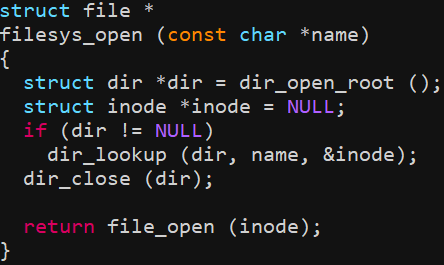 struct file *
filesys_open (const char *name)
{
  struct dir *dir = dir_open_root ();
  struct inode *inode = NULL;
  if (dir != NULL)
    dir_lookup (dir, name, &inode);
  dir_close (dir);

  return file_open (inode);
}